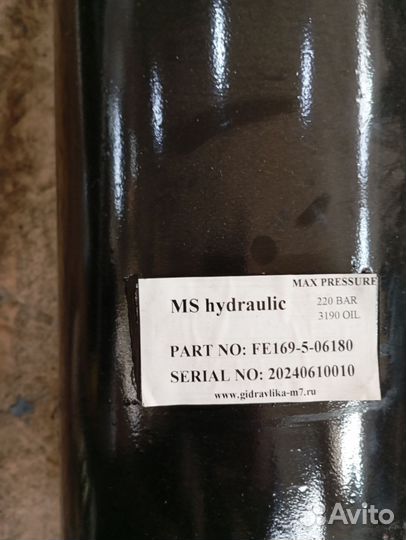 MAX PRESSURE
MS hydraulic 220 BAR
3190 OIL
PART NO: FE169-5-06180
SERIAL NO: 20240610010
www.gidravlika-m7.ru
Avito